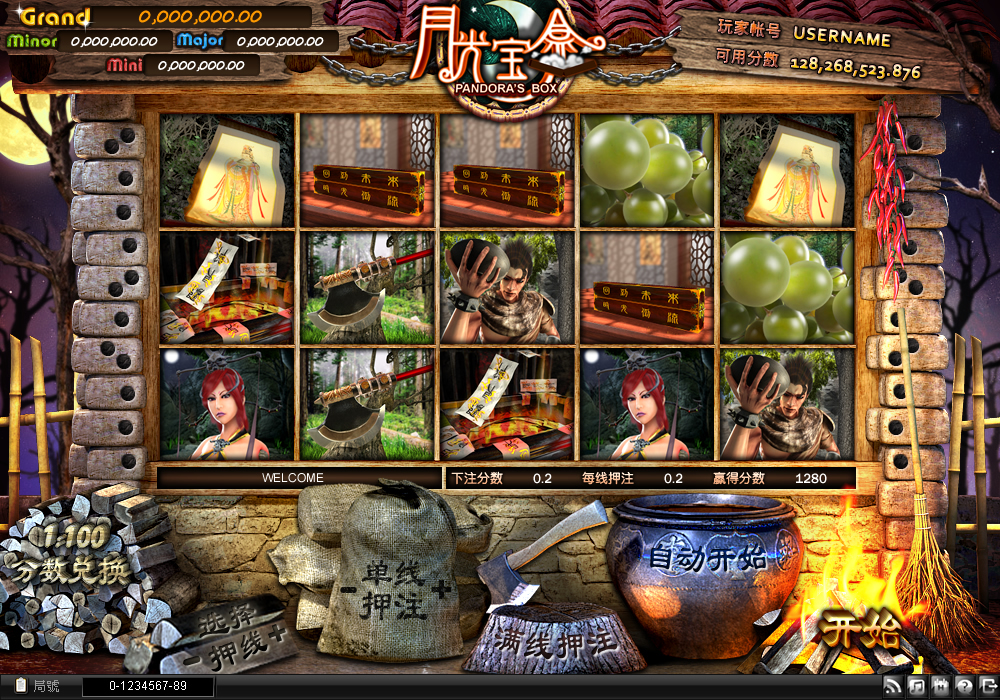 Grand 0,000,000.00
Minor 0,000,000.00 Major 0,000,000.00
Mini 0,000,000.00
月光宝盒
PANDORA'S BOX
玩家帐号 USERNAME
可用分數 128,268,523.876
WELCOME
下注分数 0.2 每线押注 0.2 赢得分数 1280
1:100
分数兑换
选择
- 押线 +
单线
- 押注 +
满线押注
自动开始
开始
局號 0-1234567-89